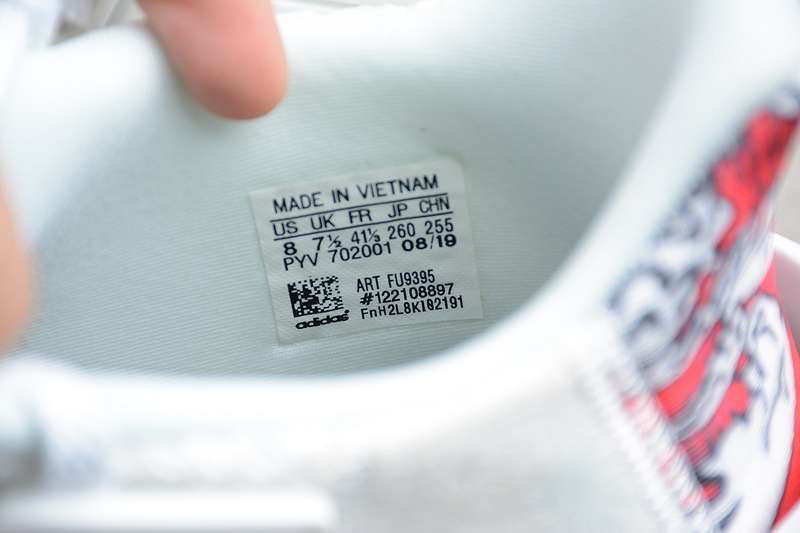 MADE IN VIETNAM
US UK FR JP CHN
8 7½ 41⅓ 260 255
PYV 702001 08/19
ART FU9395
#122108897
FnH2L8KI82191
adidas